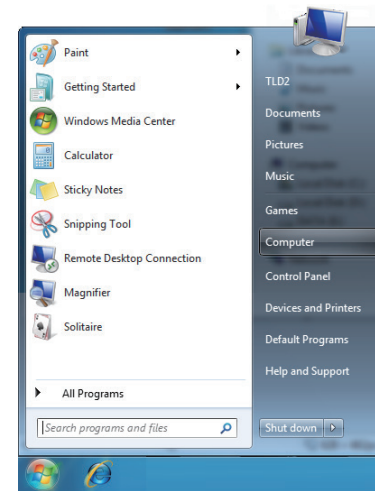 Paint
Getting Started
Windows Media Center
Calculator
Sticky Notes
Snipping Tool
Remote Desktop Connection
Magnifier
Solitaire
All Programs
Search programs and files
TLD2
Documents
Pictures
Music
Games
Computer
Control Panel
Devices and Printers
Default Programs
Help and Support
Shut down